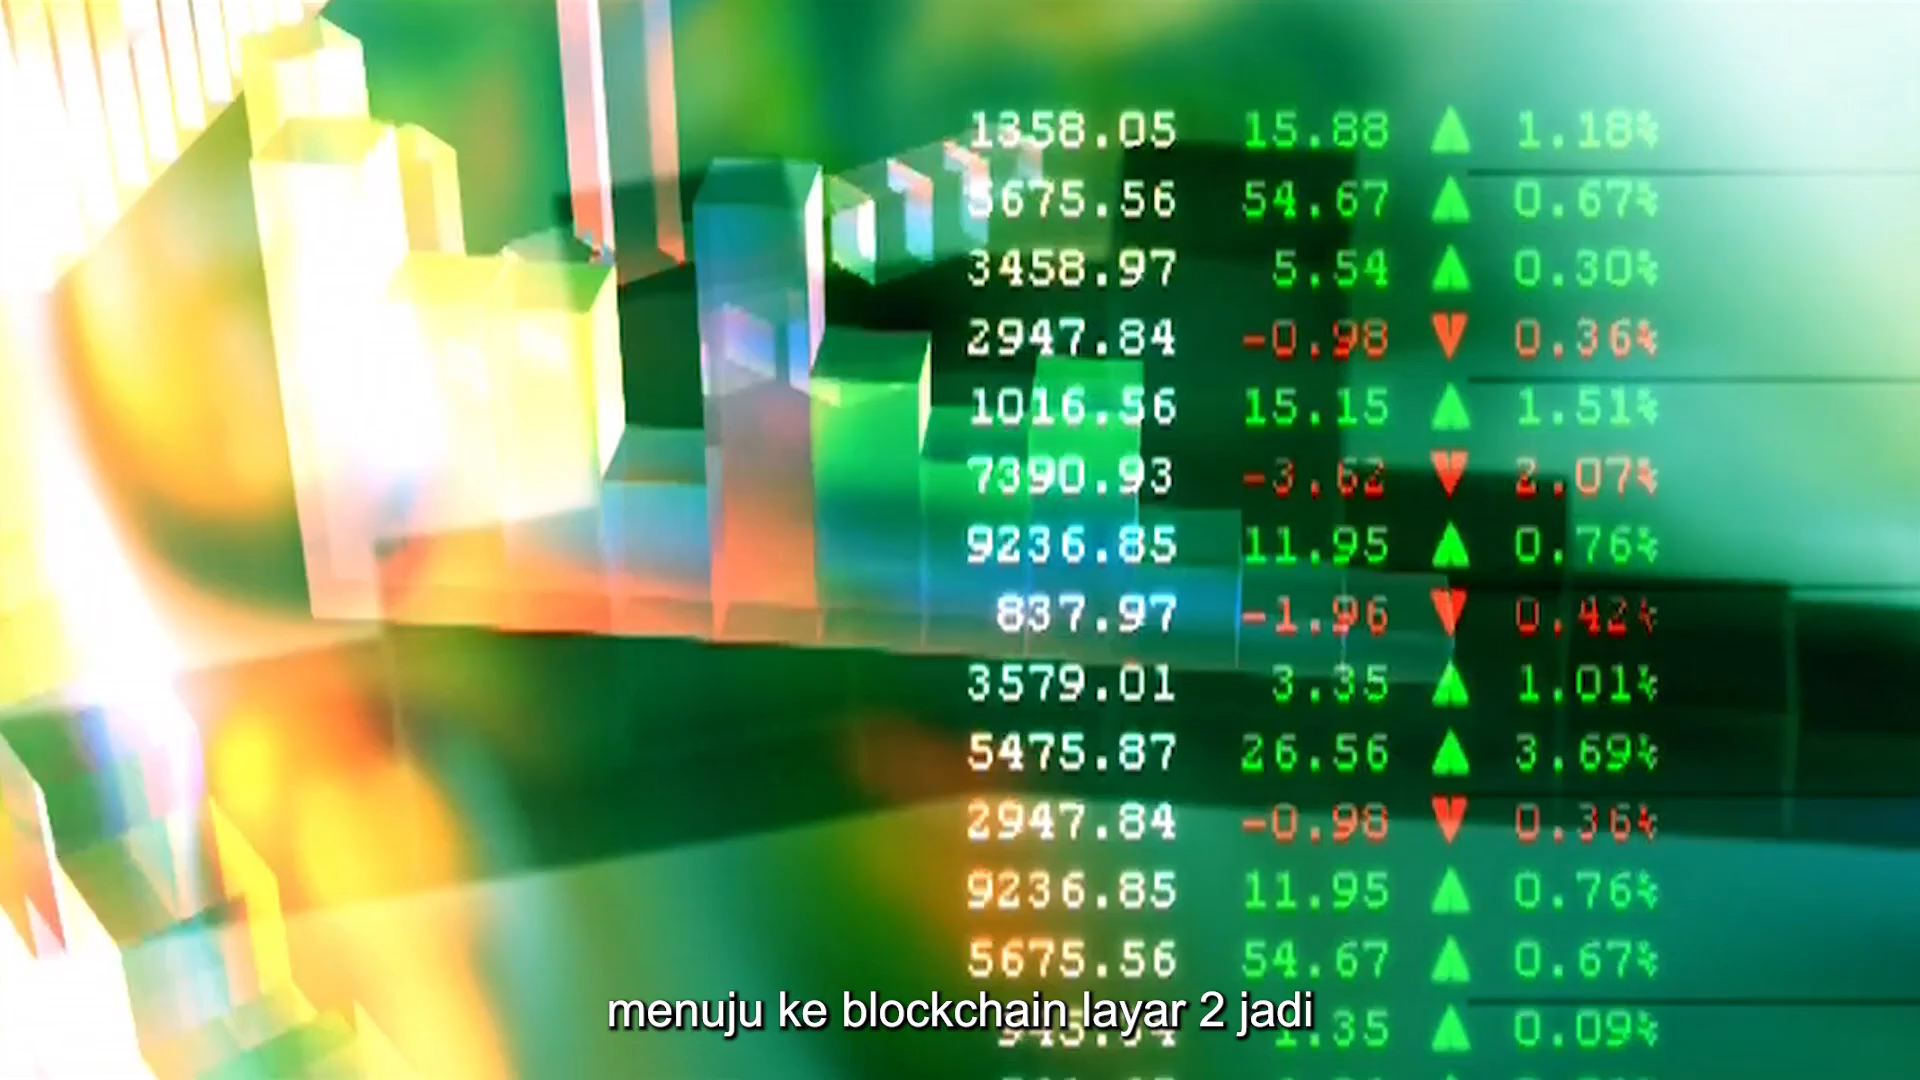 1358.05 15.88 ▲ 1.18%
5675.56 54.67 ▲ 0.67%
3458.97 5.54 ▲ 0.30%
2947.84 -0.98 ▼ 0.36%
1016.56 15.15 ▲ 1.51%
7390.93 -3.62 ▼ 2.07%
9236.85 11.95 ▲ 0.76%
837.97 -1.96 ▼ 0.42%
3579.01 3.35 ▲ 1.01%
5475.87 26.56 ▲ 3.69%
2947.84 -0.98 ▼ 0.36%
9236.85 11.95 ▲ 0.76%
5675.56 54.67 ▲ 0.67%
menuju ke blockchain layar 2 jadi
▲ 0.09%